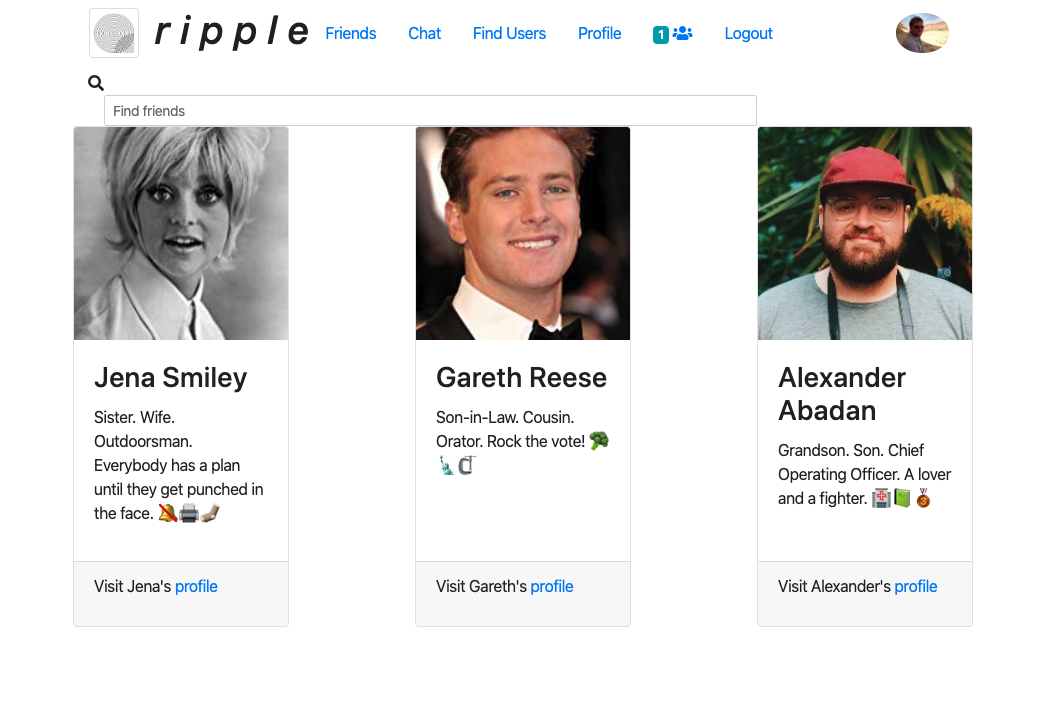 ripple Friends Chat Find Users Profile 1 Logout
Find friends
Jena Smiley
Sister. Wife.
Outdoorsman.
Everybody has a plan
until they get punched in
the face. 🔕🖨️🩹
Visit Jena's profile
Gareth Reese
Son-in-Law. Cousin.
Orator. Rock the vote! 🥦
🗽🗜️
Visit Gareth's profile
Alexander
Abadan
Grandson. Son. Chief
Operating Officer. A lover
and a fighter. 🏥📗🥉
Visit Alexander's profile